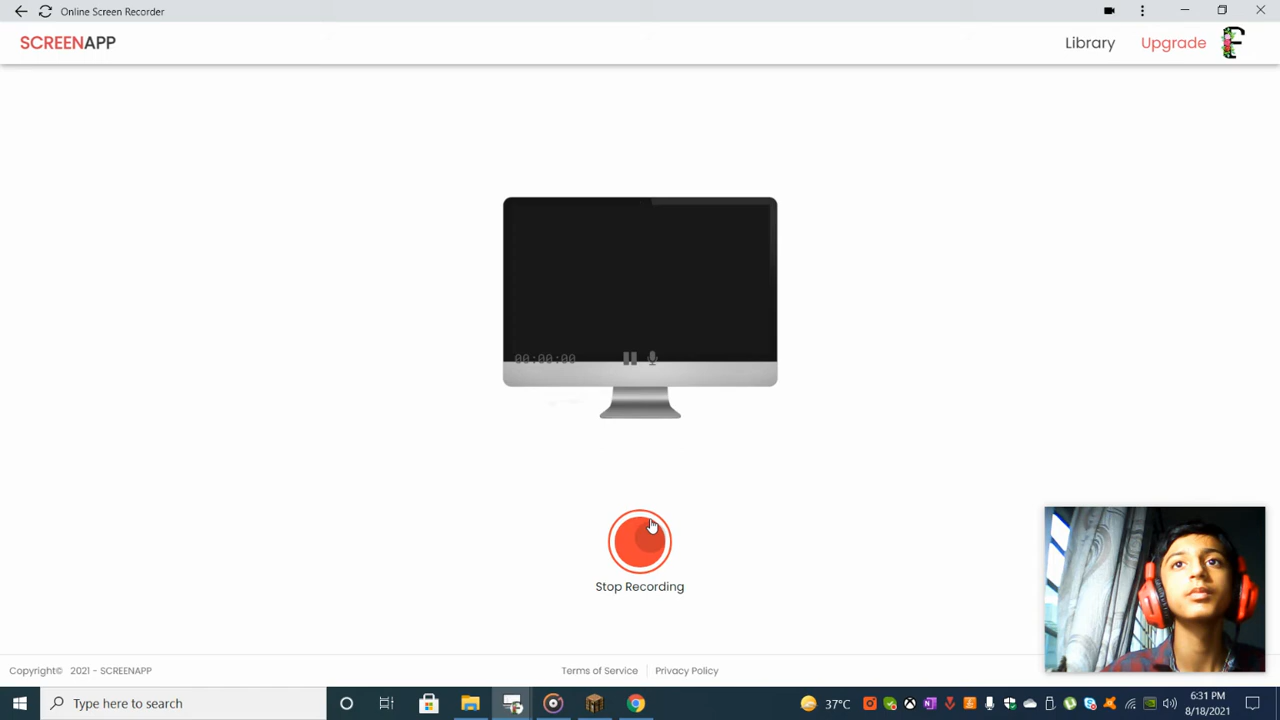 Online Screen Recorder
SCREENAPP
Library
Upgrade
00:00:00
Stop Recording
Copyright© 2021 - SCREENAPP
Terms of Service
Privacy Policy
Type here to search
37°C
6:31 PM
8/18/2021